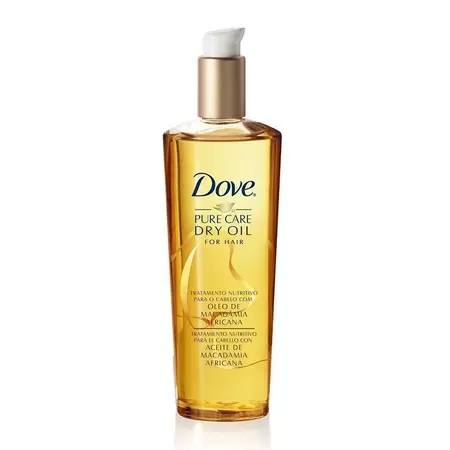 Dove
PURE CARE
DRY OIL
FOR HAIR
TRATAMENTO NUTRITIVO
PARA O CABELO COM
ÓLEO DE
MACADÂMIA
AFRICANA
TRATAMIENTO NUTRITIVO
PARA EL CABELLO CON
ACEITE DE
MACADAMIA
AFRICANA